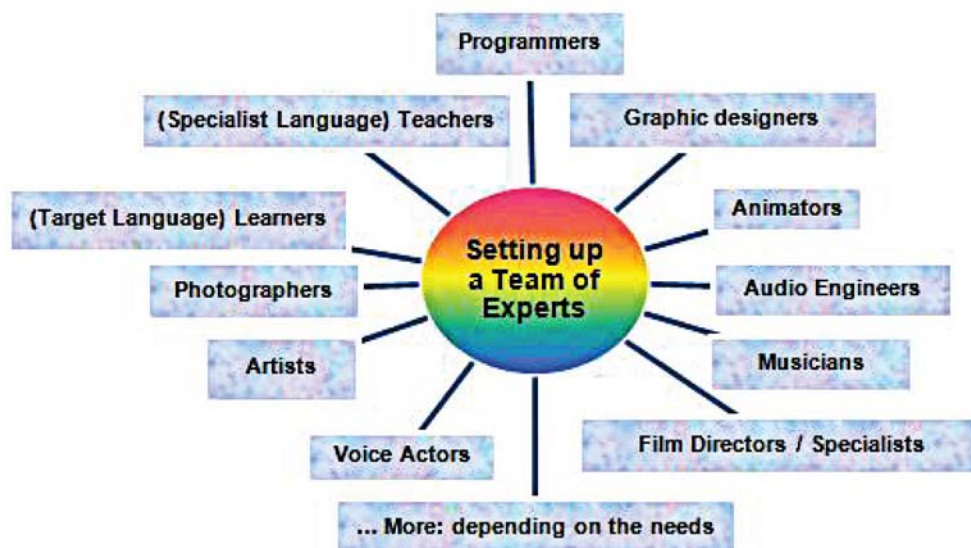 Programmers
(Specialist Language) Teachers
Graphic designers
(Target Language) Learners
Animators
Setting up
a Team of
Experts
Photographers
Audio Engineers
Artists
Musicians
Voice Actors
Film Directors / Specialists
... More: depending on the needs